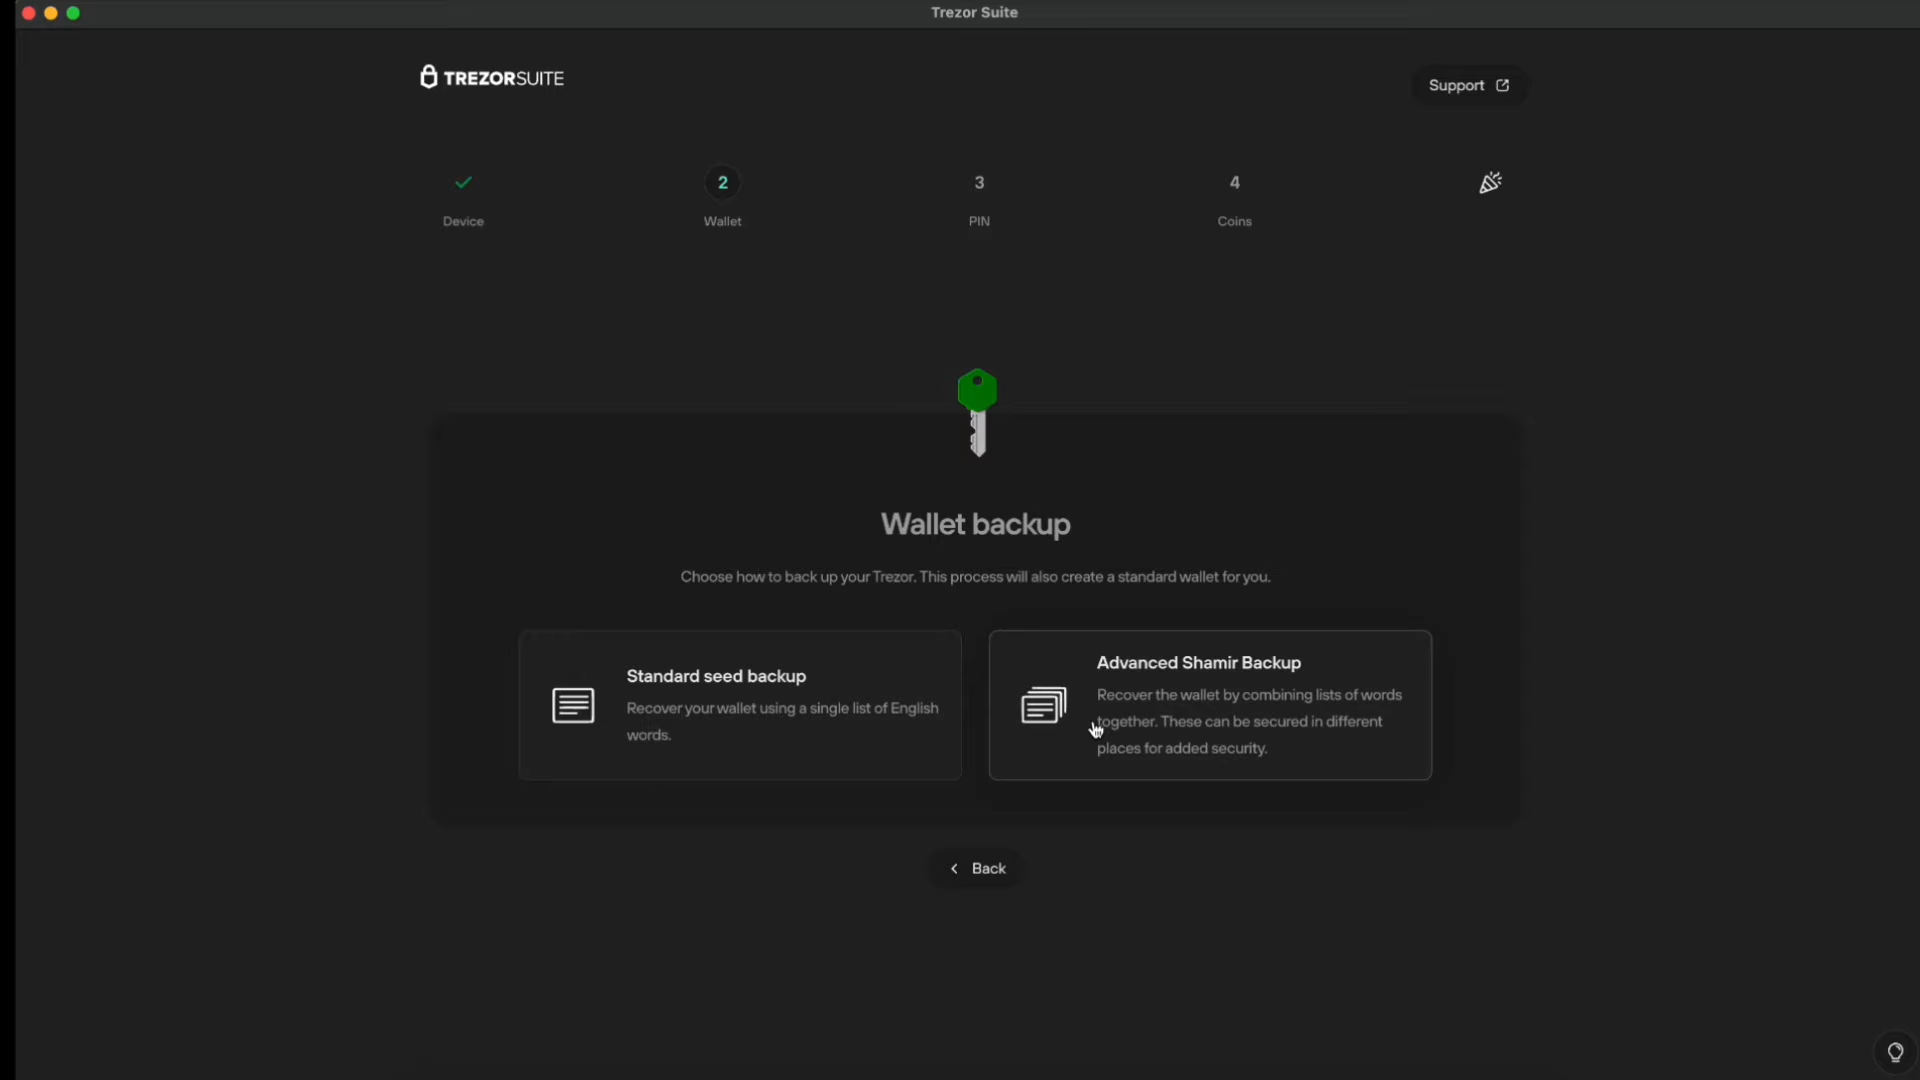 Trezor Suite
TREZORSUITE
Support
2
3
4
Device
Wallet
PIN
Coins
Wallet backup
Choose how to back up your Trezor. This process will also create a standard wallet for you.
Standard seed backup
Recover your wallet using a single list of English
words.
Advanced Shamir Backup
Recover the wallet by combining lists of words
together. These can be secured in different
places for added security.
Back